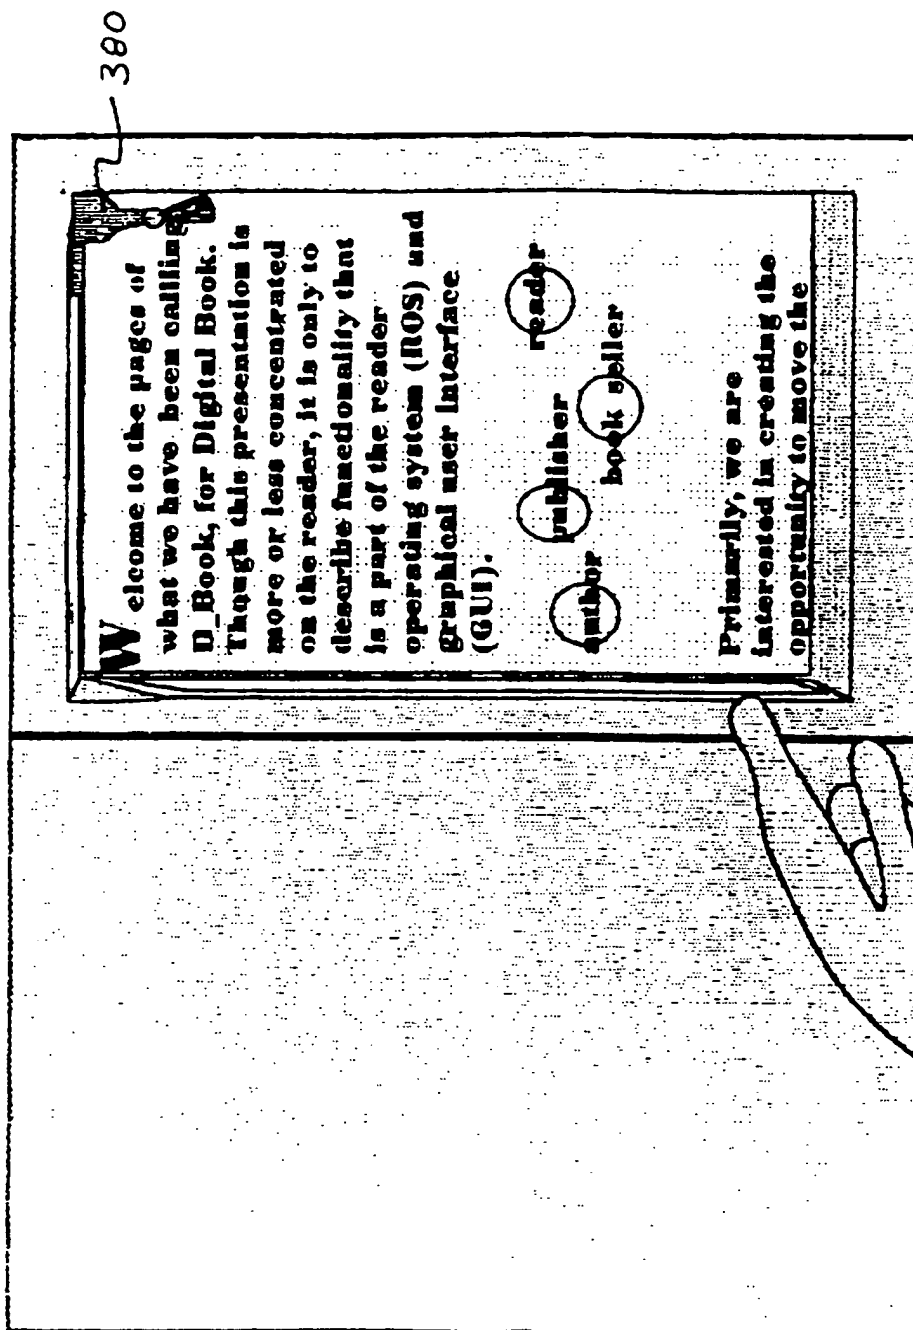 380
Welcome to the pages of
what we have been callling
D_Book, for Digital Book.
Though this presentation is
more or less concentrated
on the reader, it is only to
describe functionality that
is a part of the reader
operating system (ROS) and
graphical user interface
(GUI).
author
publisher
book seller
reader
Primarily, we are
interested in creating the
opportunity to move the